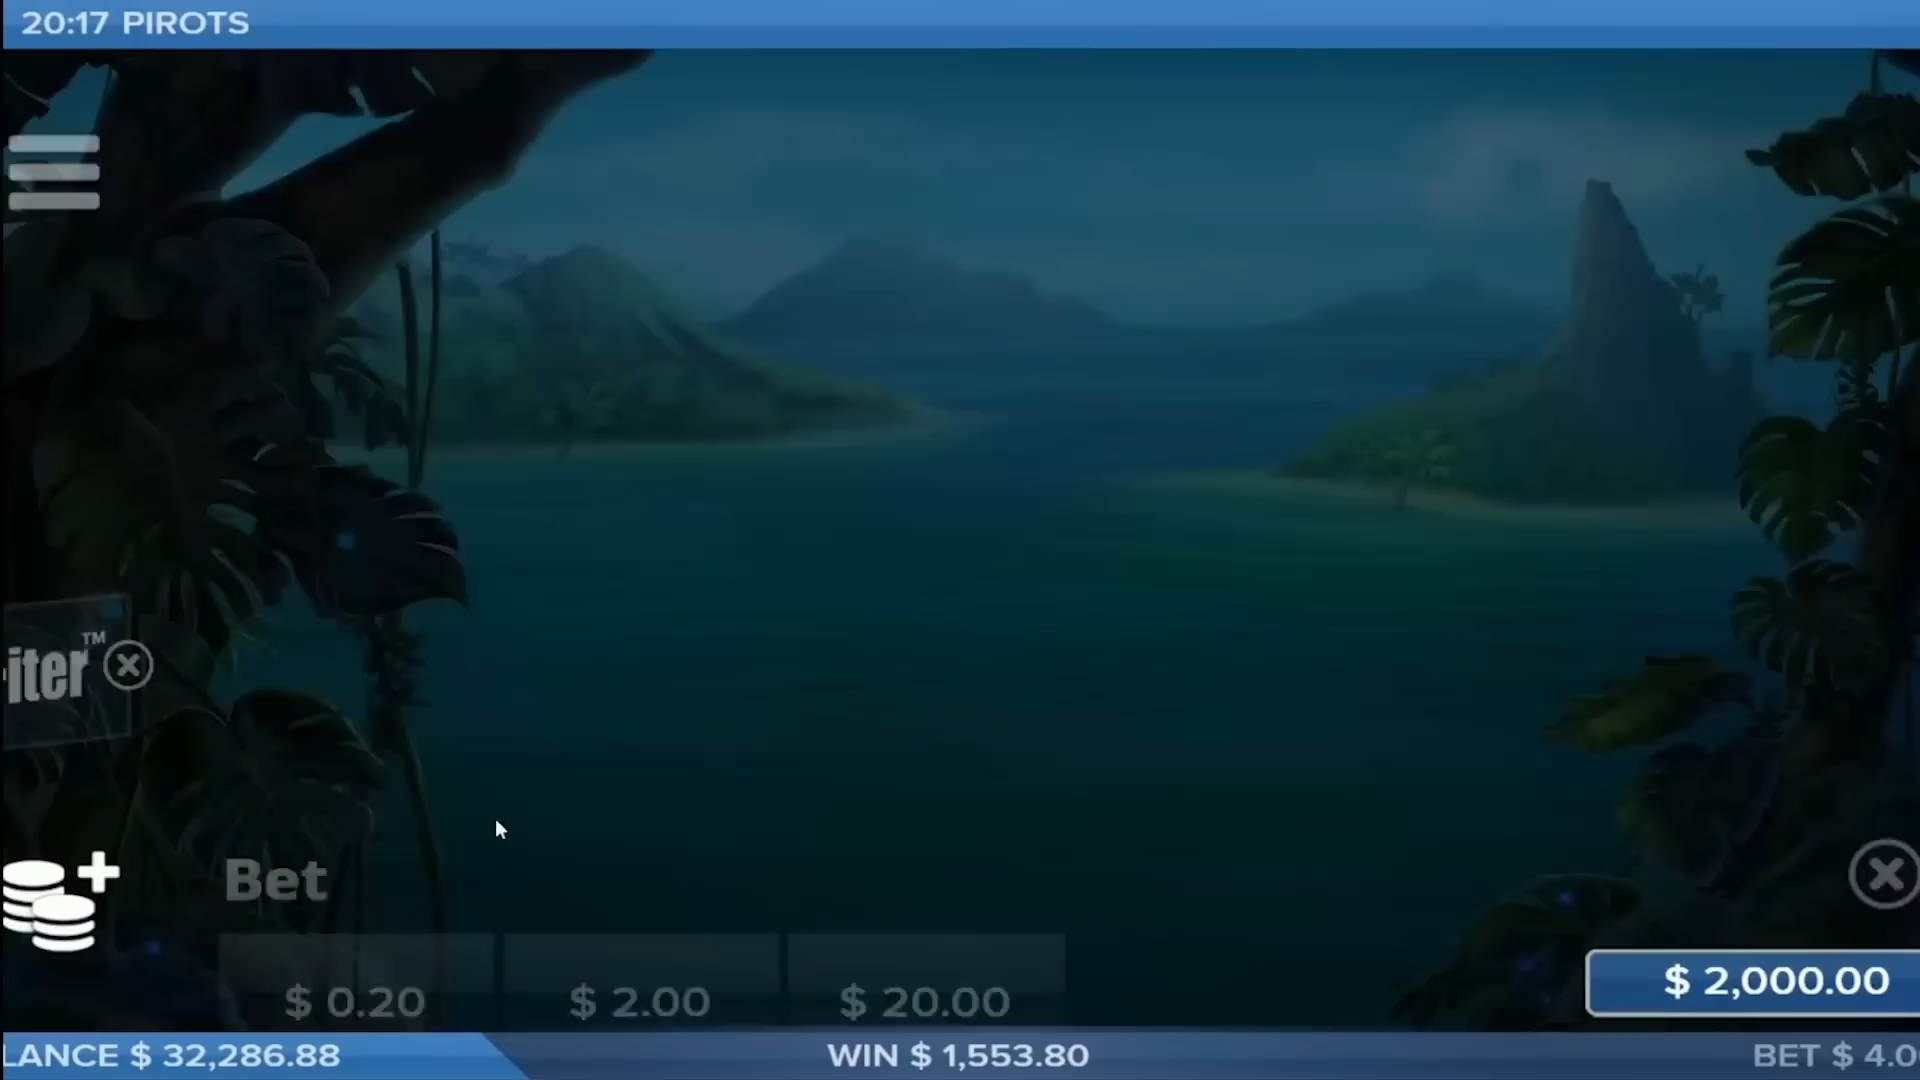 20:17 PIROTS
iter™
Bet
$ 0.20
$ 2.00
$ 20.00
$ 2,000.00
LANCE $ 32,286.88
WIN $ 1,553.80
BET $ 4.0